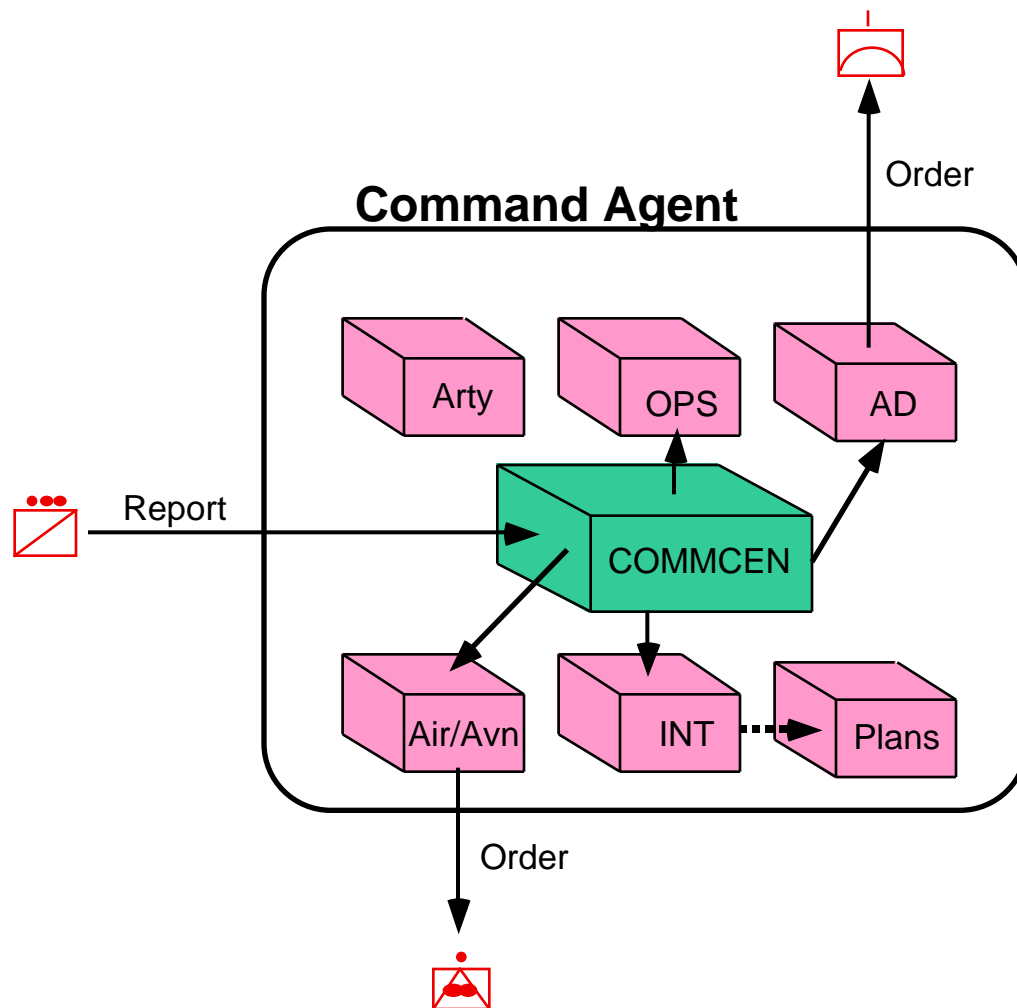 Order
Command Agent
Arty
OPS
AD
Report
COMMCEN
Air/Avn
INT
Plans
Order